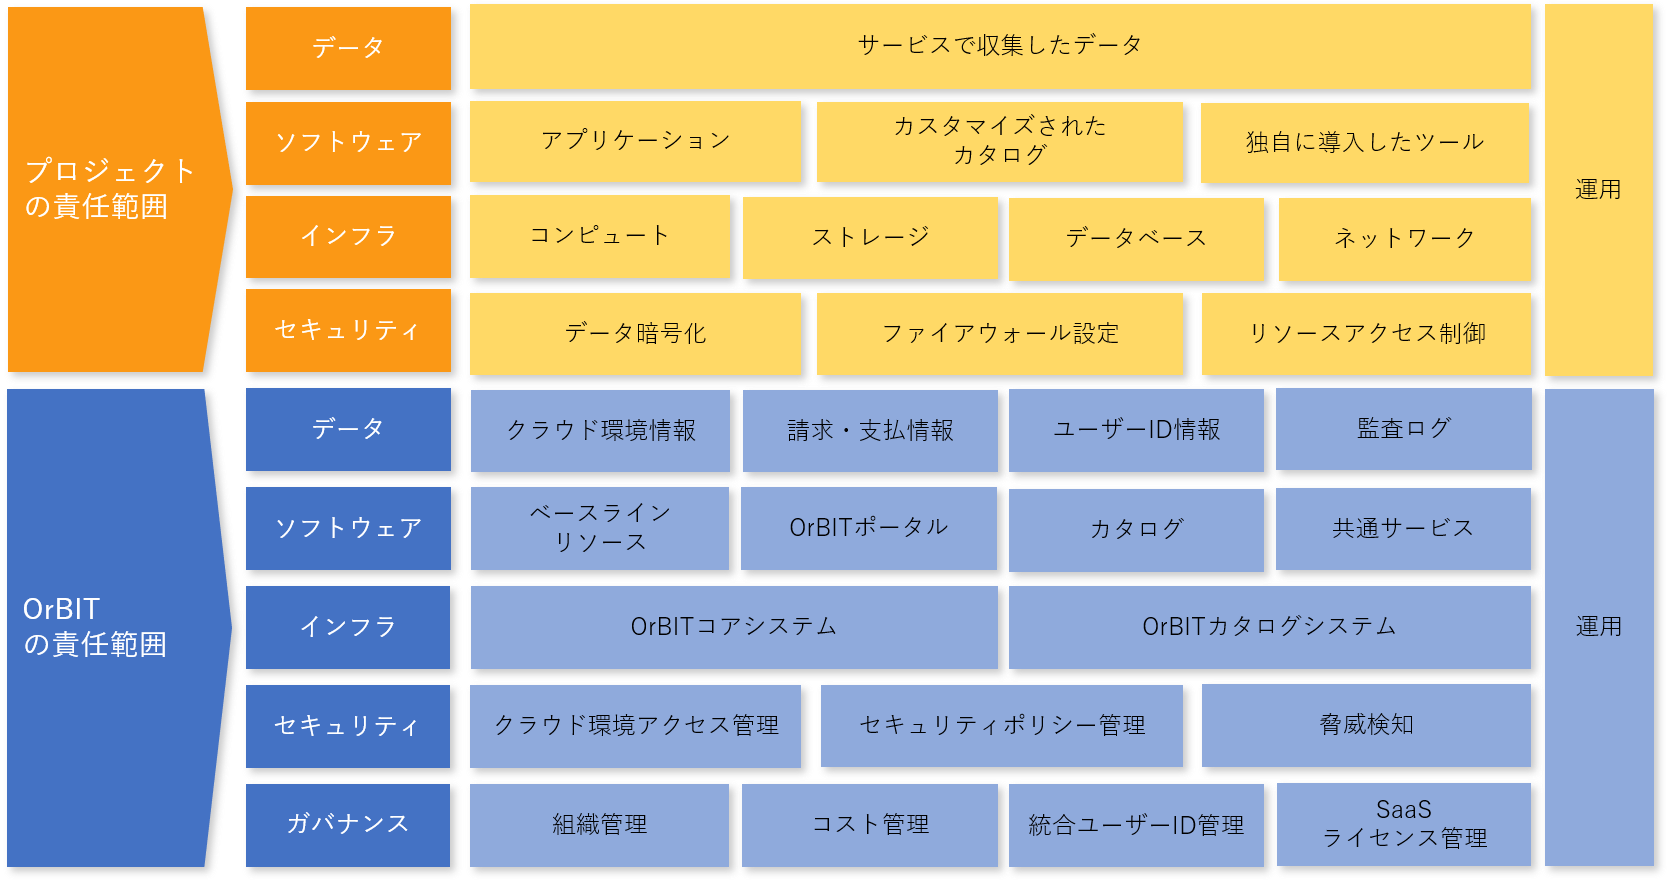 プロジェクト
の責任範囲
データ
サービスで収集したデータ
ソフトウェア
アプリケーション
カスタマイズされた
カタログ
独自に導入したツール
インフラ
コンピュート
ストレージ
データベース
ネットワーク
セキュリティ
データ暗号化
ファイアウォール設定
リソースアクセス制御
運用
OrBIT
の責任範囲
データ
クラウド環境情報
請求・支払情報
ユーザーID情報
監査ログ
ソフトウェア
ベースライン
リソース
OrBITポータル
カタログ
共通サービス
インフラ
OrBITコアシステム
OrBITカタログシステム
セキュリティ
クラウド環境アクセス管理
セキュリティポリシー管理
脅威検知
ガバナンス
組織管理
コスト管理
統合ユーザーID管理
SaaS
ライセンス管理
運用